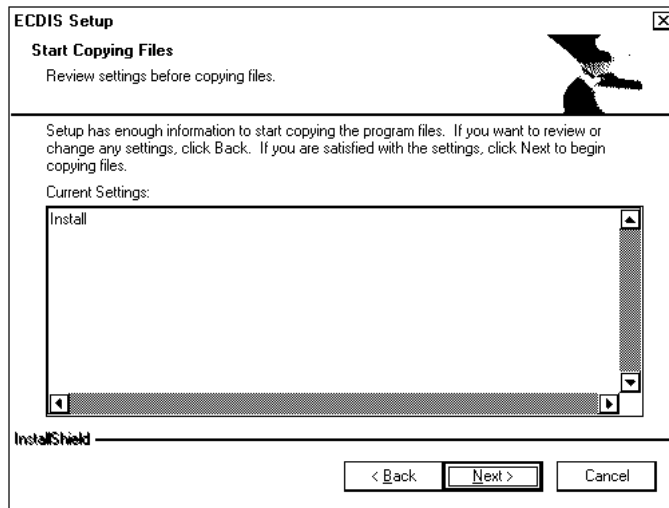 ECDIS Setup
Start Copying Files
Review settings before copying files.
Setup has enough information to start copying the program files. If you want to review or
change any settings, click Back. If you are satisfied with the settings, click Next to begin
copying files.
Current Settings:
Install
InstallShield
< Back Next > Cancel